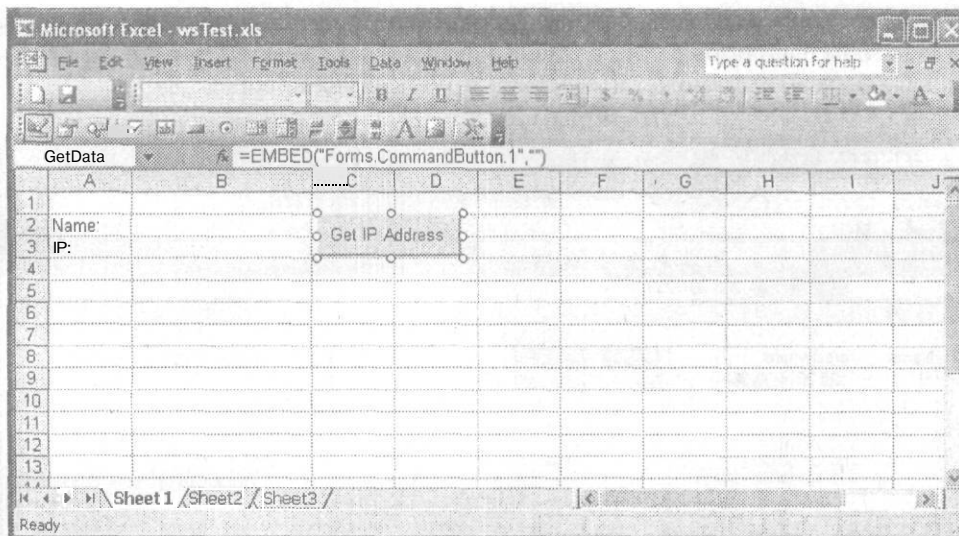 Microsoft Excel - wsTest.xls
File Edit View Insert Format Tools Data Window Help Type a question for help
B I U $ %
A
GetData fx =EMBED("Forms.CommandButton.1","")
A B C D E F G H I J
1
2 Name: Get IP Address
3 IP:
4
5
6
7
8
9
10
11
12
13
Sheet 1 Sheet2 Sheet3
Ready